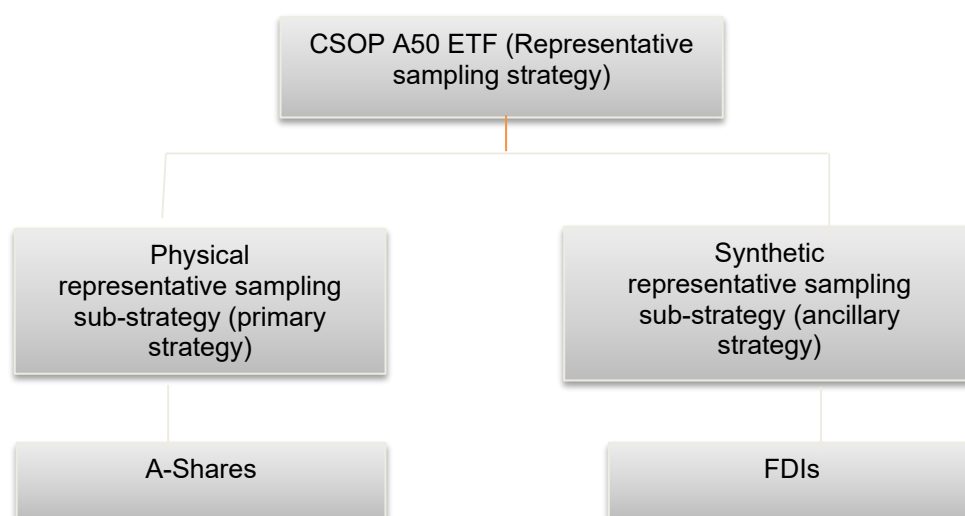 CSOP A50 ETF (Representative
sampling strategy)
Physical
representative sampling
sub-strategy (primary
strategy)
Synthetic
representative sampling
sub-strategy (ancillary
strategy)
A-Shares
FDIs